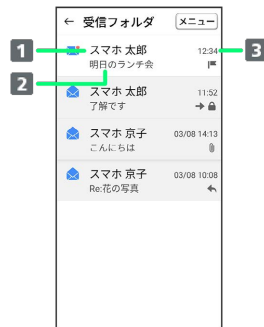 ← 受信フォルダ メニュー
1 スマホ 太郎 12:34 3
明日のランチ会
2
スマホ 太郎 11:52
了解です
スマホ 京子 03/08 14:13
こんにちは
スマホ 京子 03/08 10:08
Re:花の写真